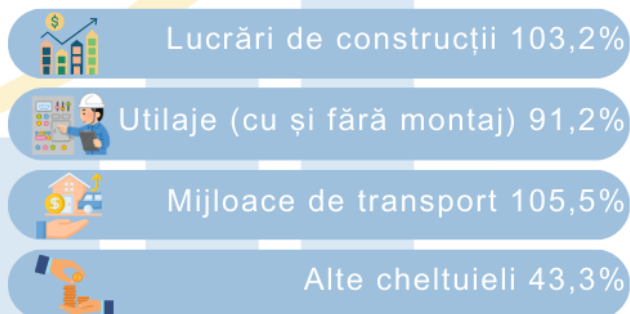 Lucrări de construcții 103,2%
Utilaje (cu și fără montaj) 91,2%
Mijloace de transport 105,5%
Alte cheltuieli 43,3%